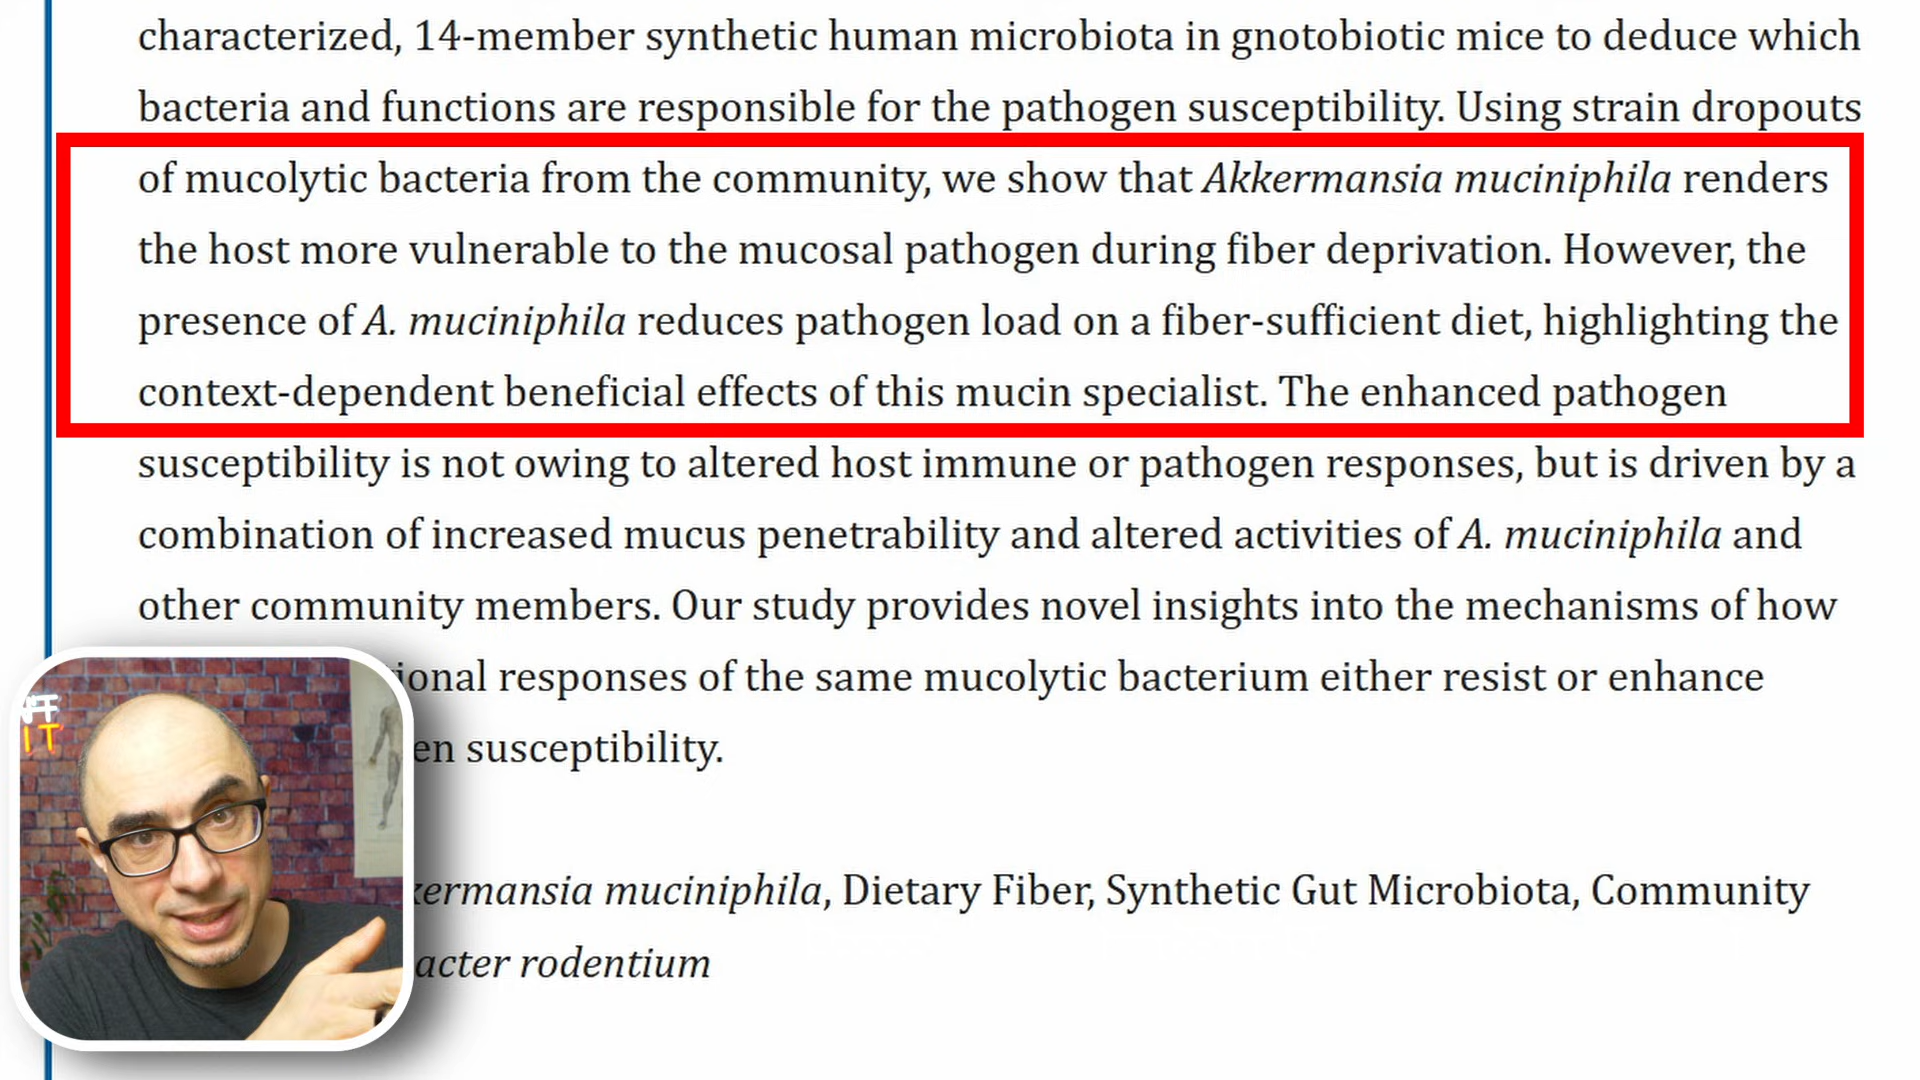 characterized, 14-member synthetic human microbiota in gnotobiotic mice to deduce which
bacteria and functions are responsible for the pathogen susceptibility. Using strain dropouts
of mucolytic bacteria from the community, we show that Akkermansia muciniphila renders
the host more vulnerable to the mucosal pathogen during fiber deprivation. However, the
presence of A. muciniphila reduces pathogen load on a fiber-sufficient diet, highlighting the
context-dependent beneficial effects of this mucin specialist. The enhanced pathogen
susceptibility is not owing to altered host immune or pathogen responses, but is driven by a
combination of increased mucus penetrability and altered activities of A. muciniphila and
other community members. Our study provides novel insights into the mechanisms of how
ional responses of the same mucolytic bacterium either resist or enhance
en susceptibility.
IT
kermansia muciniphila, Dietary Fiber, Synthetic Gut Microbiota, Community
acter rodentium